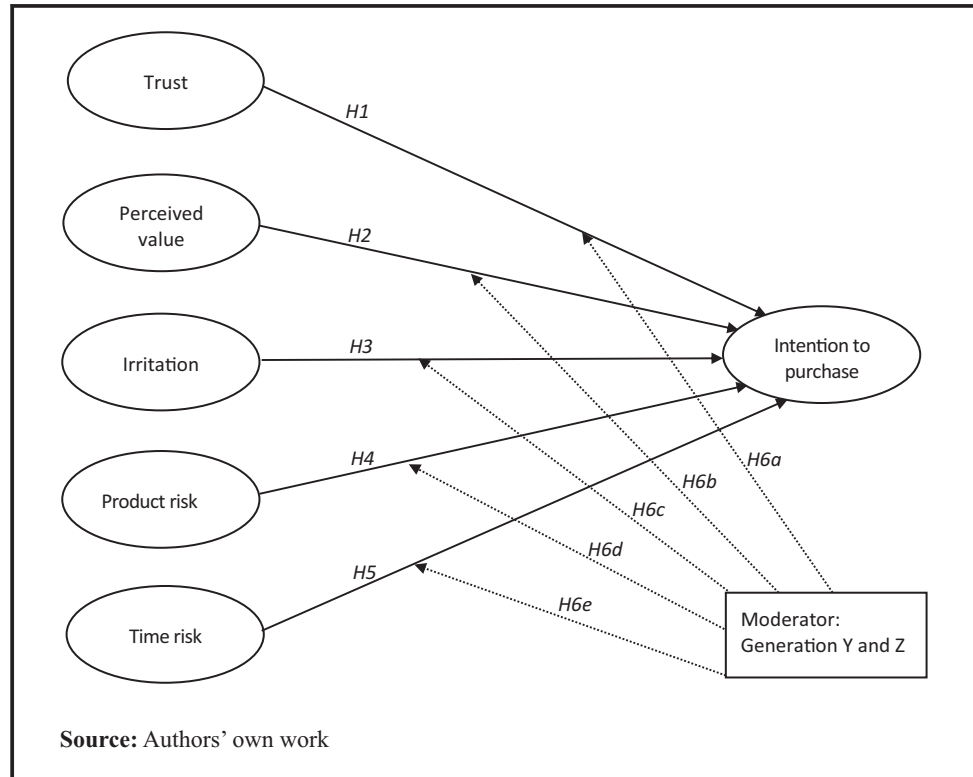 Trust
H1
Perceived
value
H2
Irritation
H3
Intention to
purchase
Product risk
H4
H6a
H6b
H6c
H6d
Time risk
H5
H6e
Moderator:
Generation Y and Z
Source: Authors’ own work